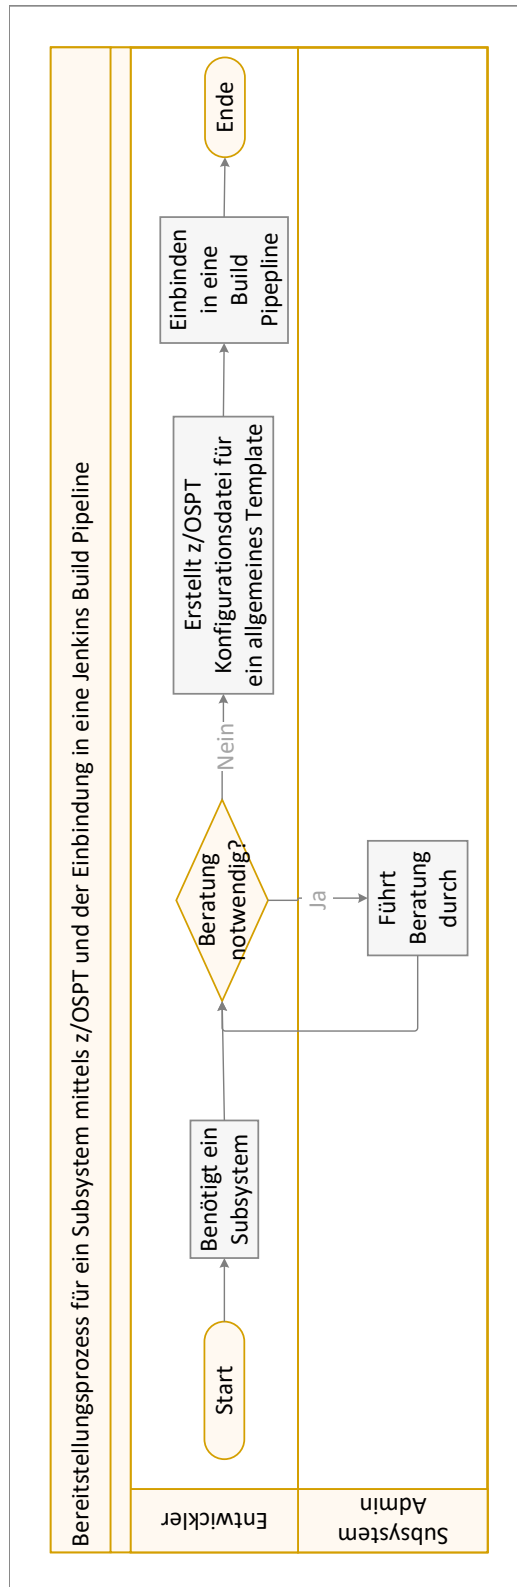 Bereitstellungsprozess für ein Subsystem mittels z/OSPT und der Einbindung in eine Jenkins Build Pipeline
Entwickler
Start
Benötigt ein
Subsystem
Beratung
notwendig?
Nein
Erstellt z/OSPT
Konfigurationsdatei für
ein allgemeines Template
Einbinden
in eine
Build
Pipepline
Ende
Subsystem
Admin
Ja
Führt
Beratung
durch